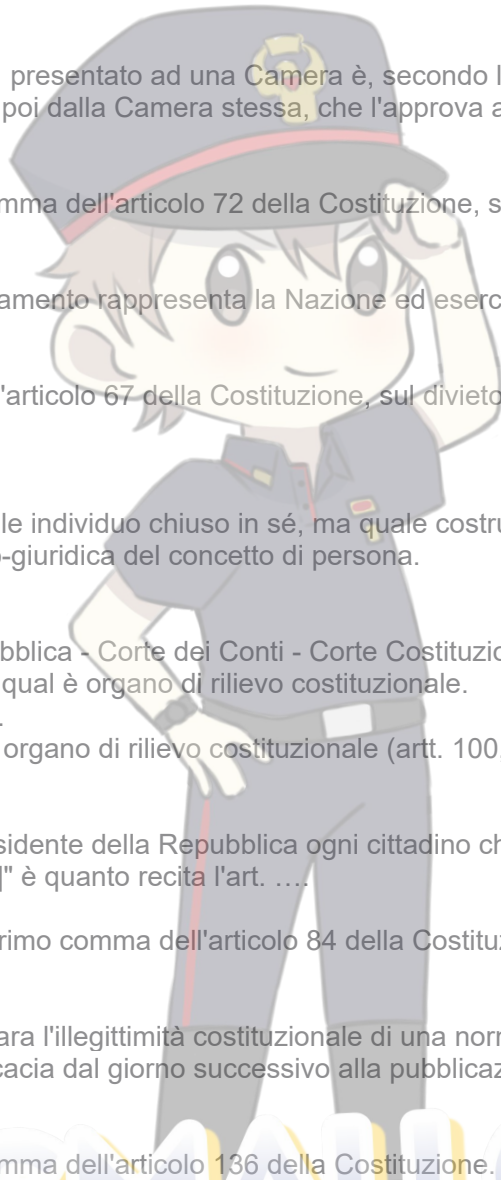 presentato ad una Camera è, secondo l
poi dalla Camera stessa, che l'approva a
mma dell'articolo 72 della Costituzione, s
amento rappresenta la Nazione ed eserc
l'articolo 67 della Costituzione, sul divieto
le individuo chiuso in sé, ma quale costru
-giuridica del concetto di persona.
bblica - Corte dei Conti - Corte Costituzio
qual è organo di rilievo costituzionale.
.
organo di rilievo costituzionale (artt. 100,
sidente della Repubblica ogni cittadino ch
]" è quanto recita l'art. ….
rimo comma dell'articolo 84 della Costituz
ara l'illegittimità costituzionale di una norm
cacia dal giorno successivo alla pubblicaz
mma dell'articolo 136 della Costituzione.